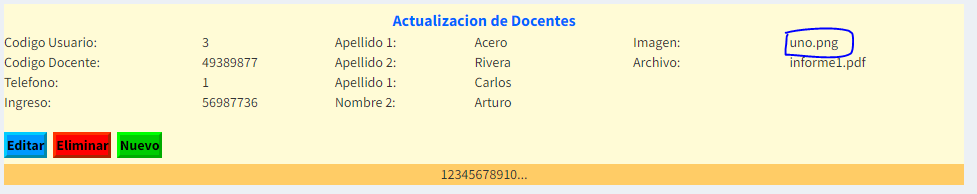 Actualizacion de Docentes
Codigo Usuario: 3 Apellido 1: Acero Imagen: uno.png
Codigo Docente: 49389877 Apellido 2: Rivera Archivo: informe1.pdf
Telefono: 1 Apellido 1: Carlos
Ingreso: 56987736 Nombre 2: Arturo
Editar Eliminar Nuevo
12345678910...